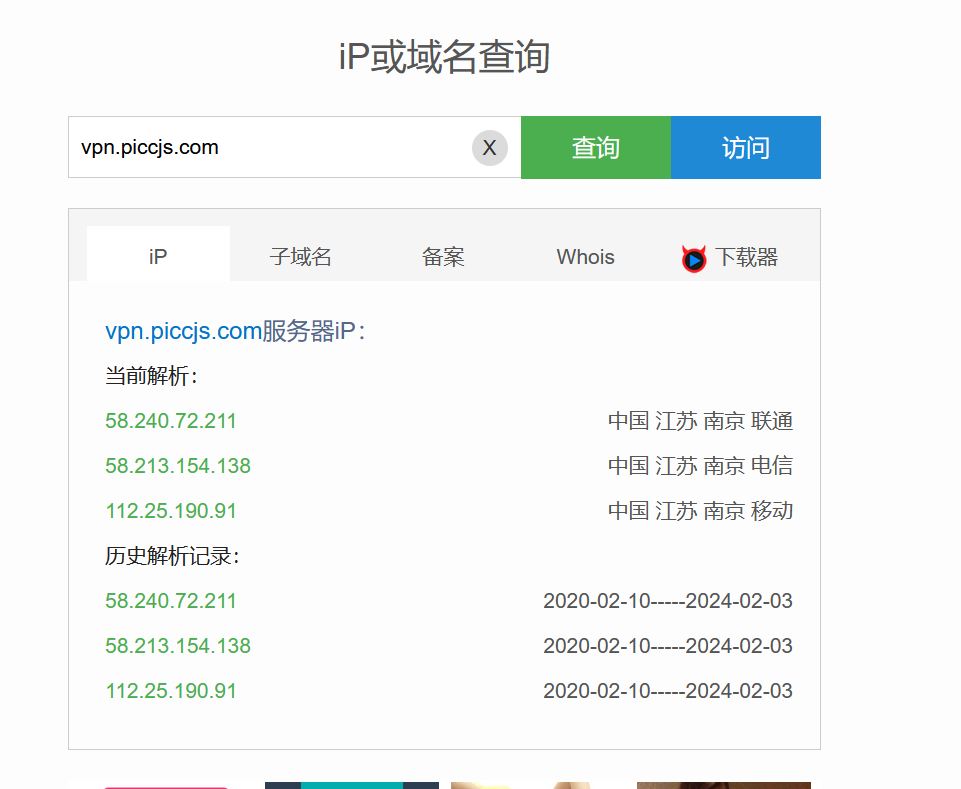 iP或域名查询
vpn.piccjs.com X 查询 访问
iP 子域名 备案 Whois 下载器
vpn.piccjs.com服务器iP：
当前解析：
58.240.72.211 中国 江苏 南京 联通
58.213.154.138 中国 江苏 南京 电信
112.25.190.91 中国 江苏 南京 移动
历史解析记录：
58.240.72.211 2020-02-10-----2024-02-03
58.213.154.138 2020-02-10-----2024-02-03
112.25.190.91 2020-02-10-----2024-02-03